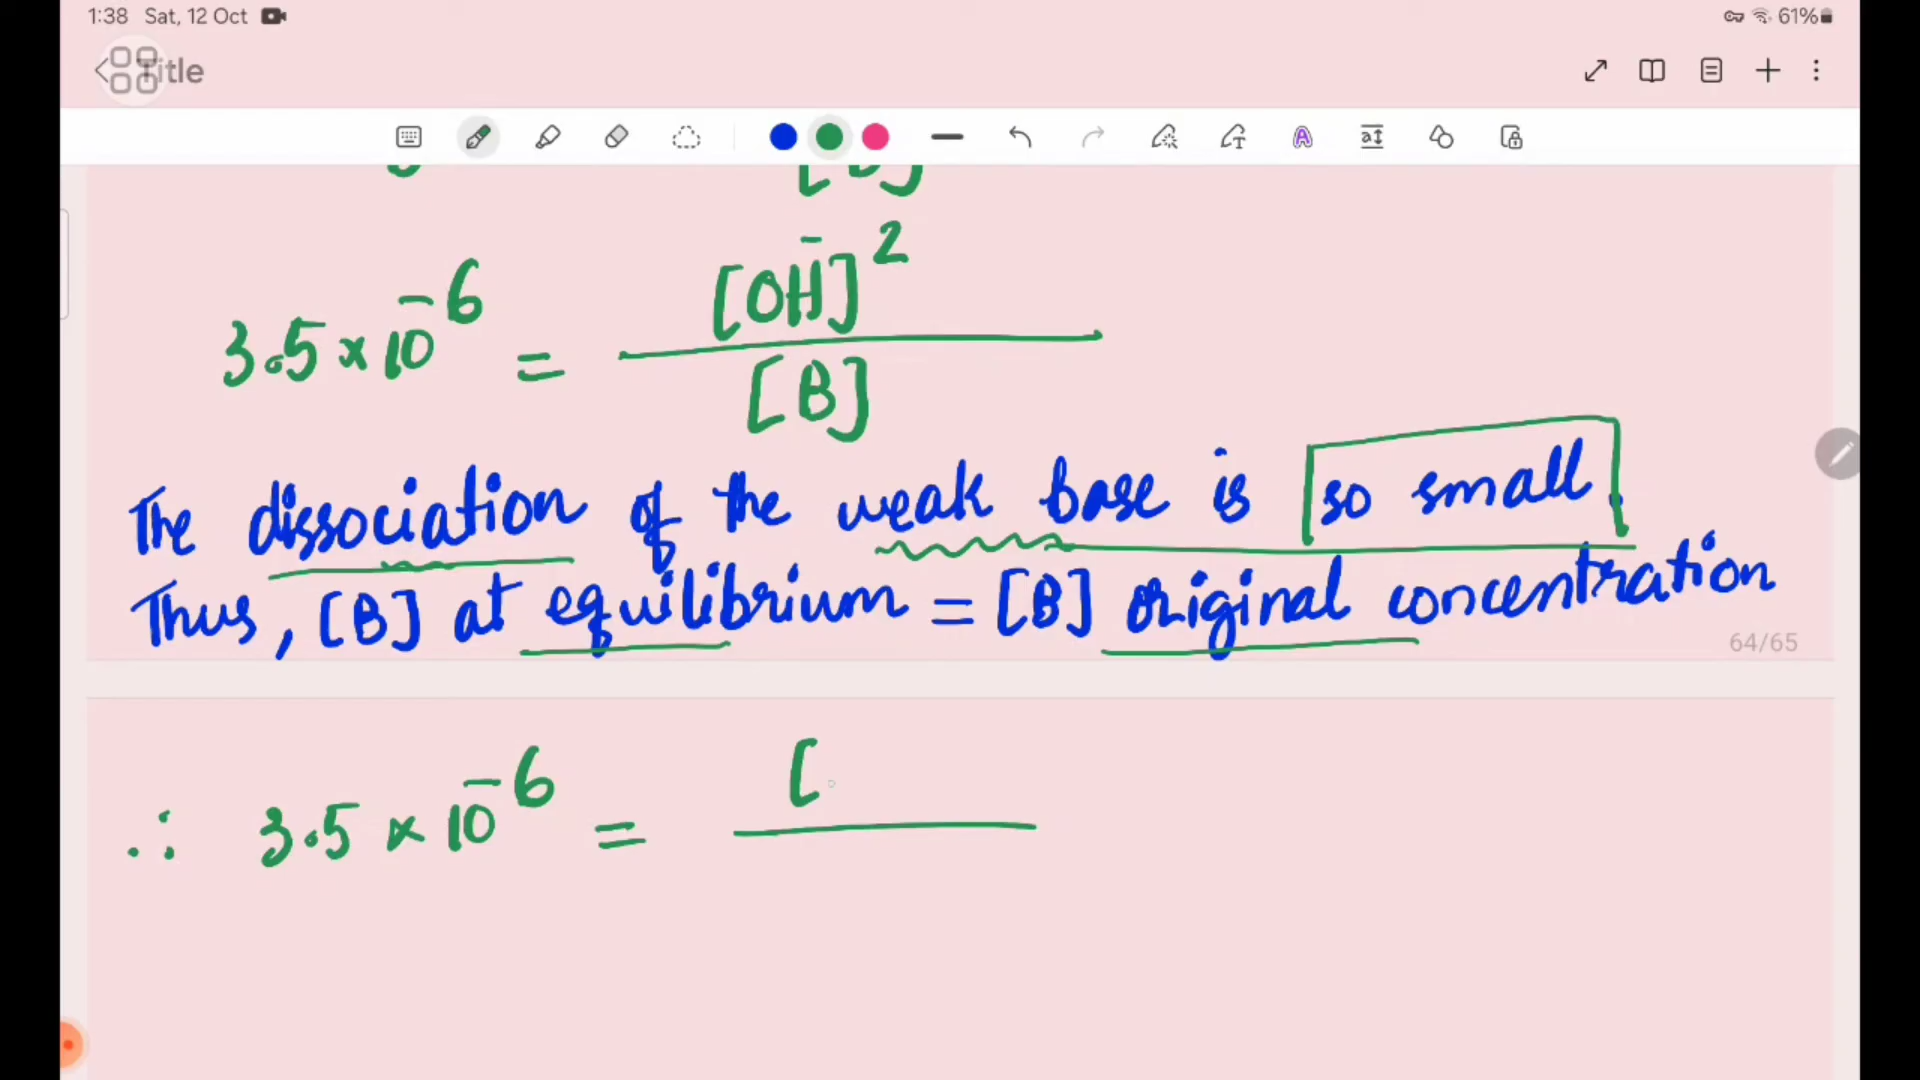 1:38 Sat, 12 Oct
61%
Title
[B]
3.5 × 10⁻⁶ = [OH⁻]² / [B]
The dissociation of the weak base is so small.
Thus, [B] at equilibrium = [B] original concentration
64/65
∴ 3.5 × 10⁻⁶ = [